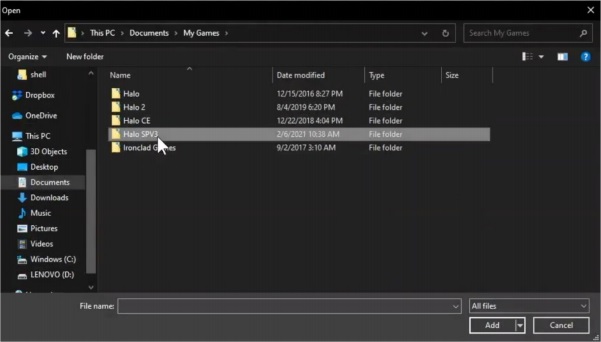 Open
This PC > Documents > My Games >
Search My Games
Organize
New folder
Name
Date modified
Type
Size
shell
Dropbox
OneDrive
This PC
3D Objects
Desktop
Documents
Downloads
Music
Pictures
Videos
Windows (C:)
LENOVO (D:)
Halo 12/15/2016 8:27 PM File folder
Halo 2 8/4/2019 6:20 PM File folder
Halo CE 12/22/2018 4:04 PM File folder
Halo SPV3 2/6/2021 10:38 AM File folder
Ironclad Games 9/2/2017 3:10 AM File folder
File name:
All files
Add
Cancel